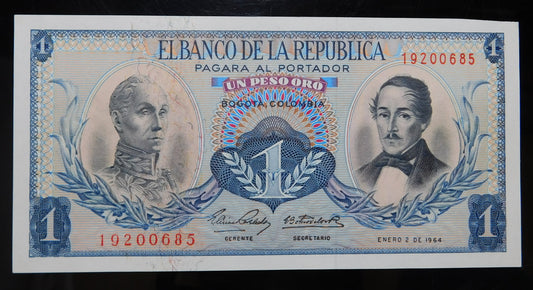 1
EL BANCO DE LA REPUBLICA
1
PAGARA AL PORTADOR
19200685
UN PESO ORO
BOGOTA, COLOMBIA
1
1
19200685
GERENTE
SECRETARIO
ENERO 2 DE 1964
1